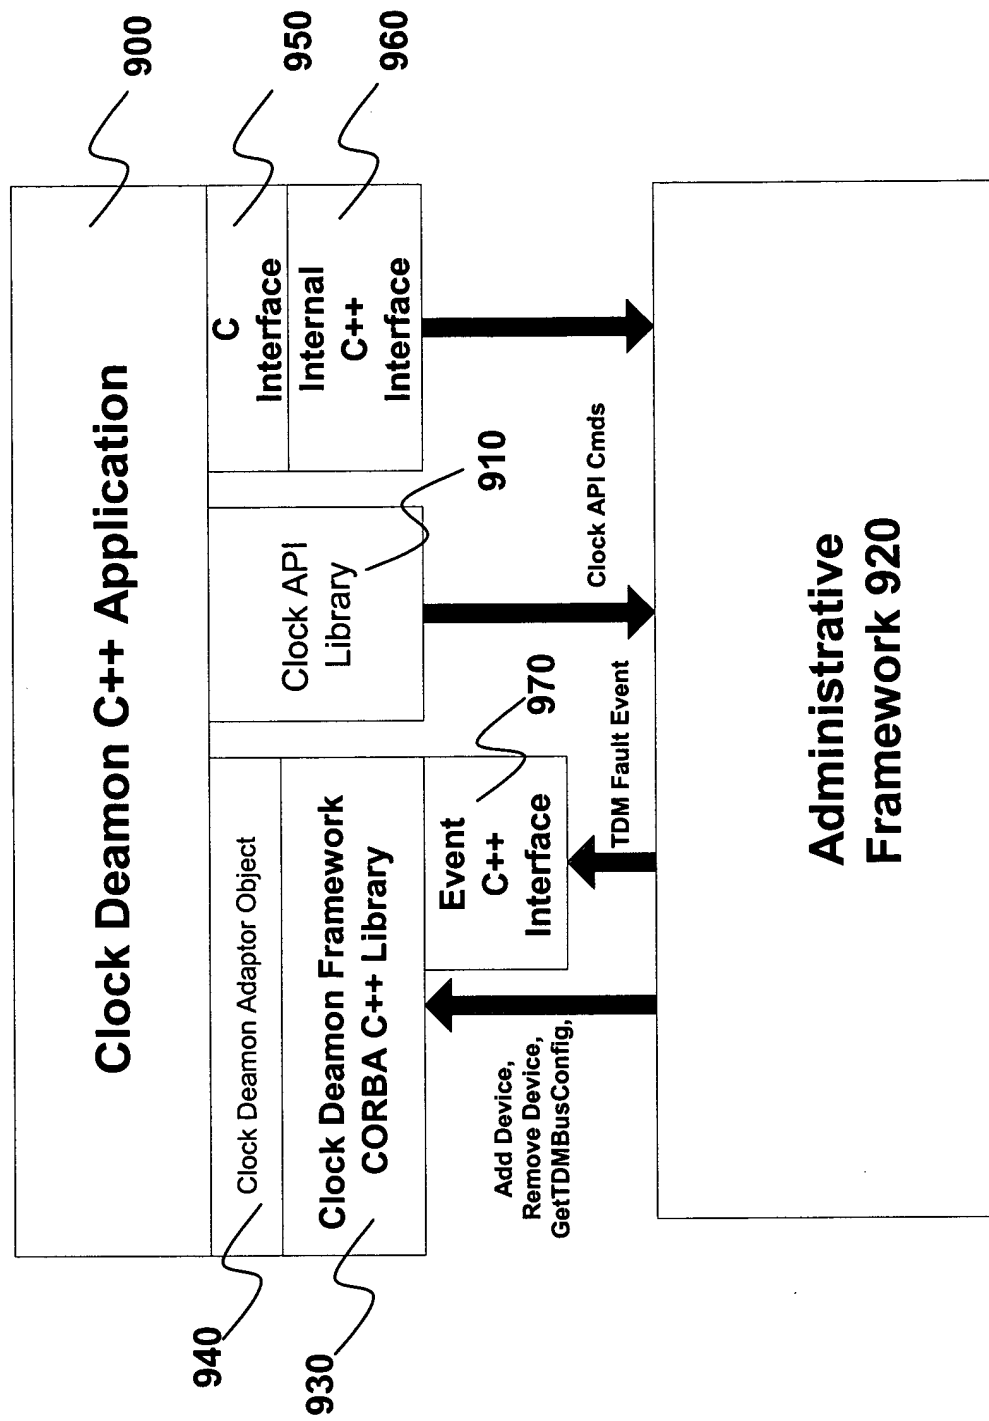 Clock Deamon C++ Application
900
940
Clock Deamon Adaptor Object
930
Clock Deamon Framework
CORBA C++ Library
Event
C++
Interface
970
Clock API
Library
910
C
Interface
950
Internal
C++
Interface
960
Add Device,
Remove Device,
GetTDMBusConfig,
TDM Fault Event
Clock API Cmds
Administrative
Framework 920